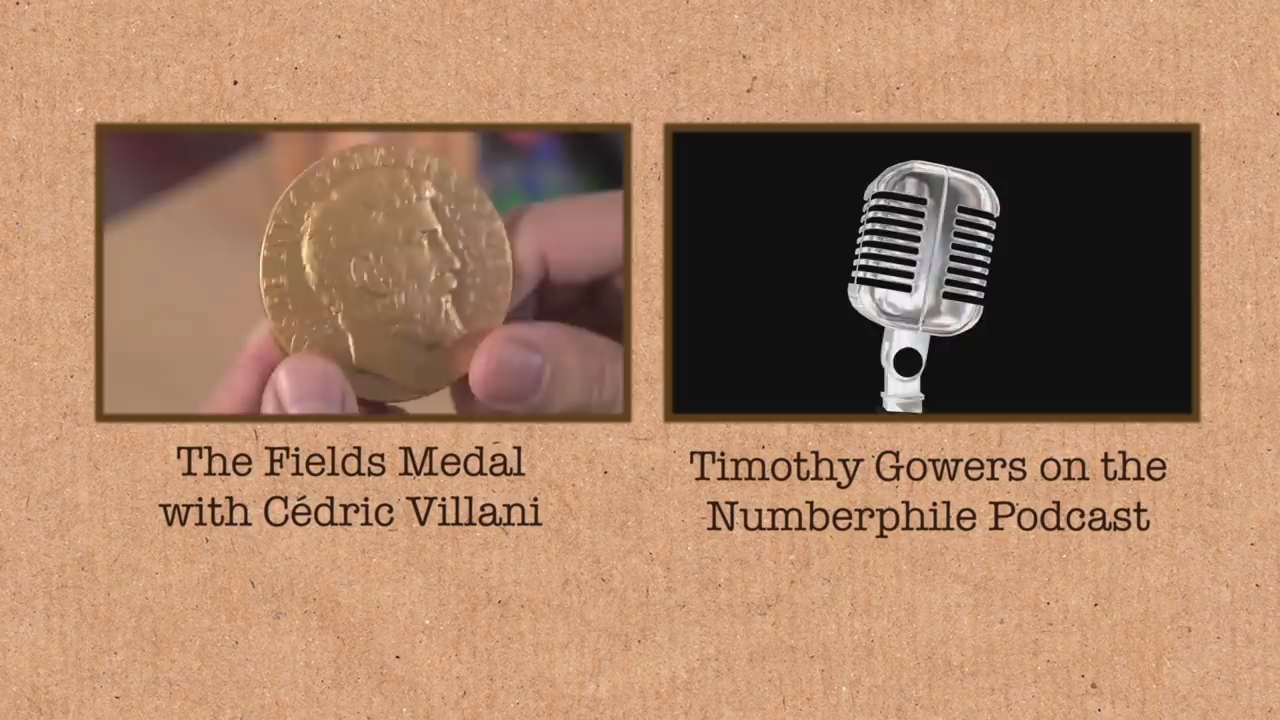 The Fields Medal
with Cédric Villani
Timothy Gowers on the
Numberphile Podcast